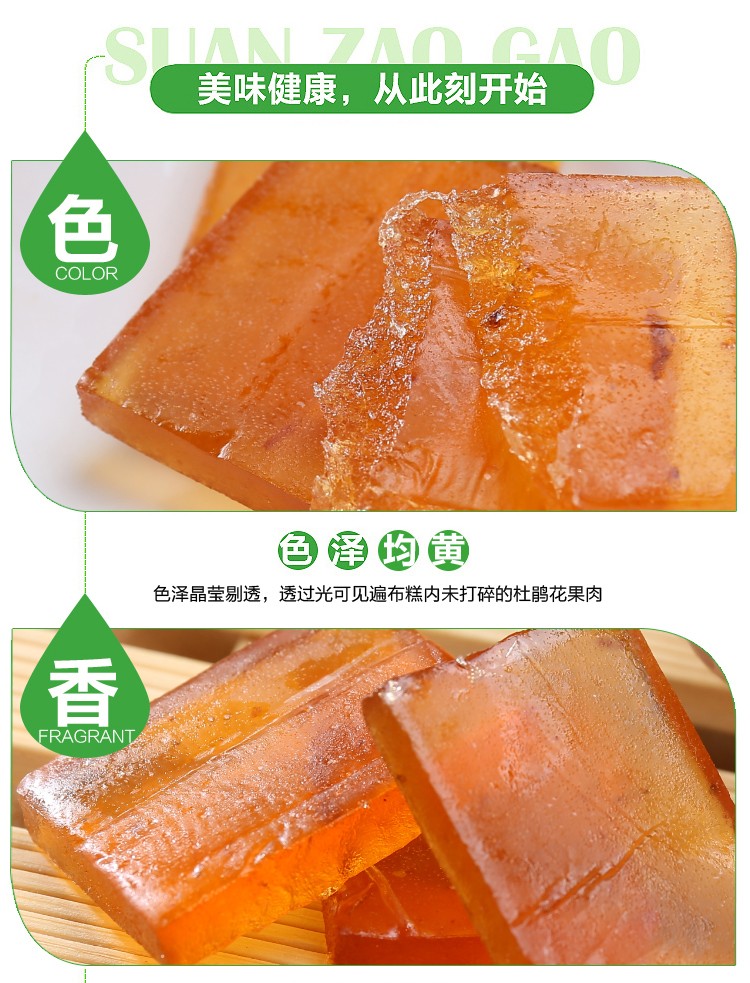 SUAN ZAO GAO
美味健康，从此刻开始
色
COLOR
色泽均黄
色泽晶莹剔透，透过光可见遍布糕内未打碎的杜鹃花果肉
香
FRAGRANT